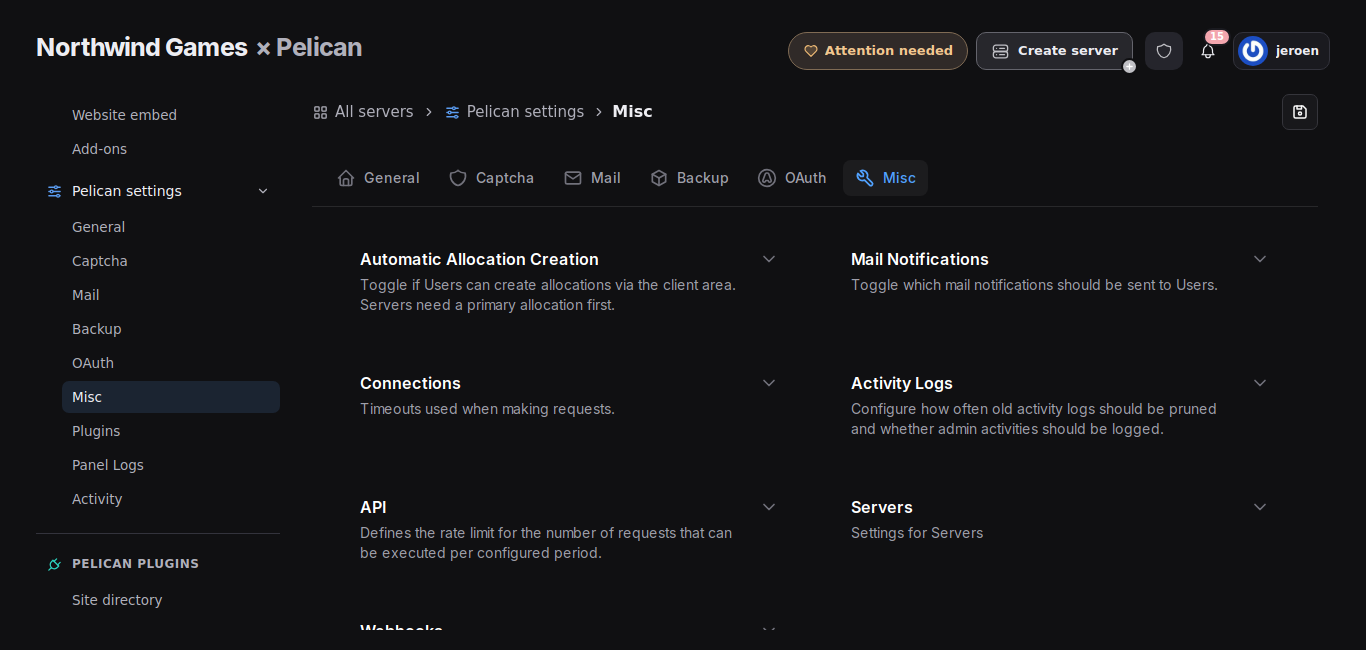 Northwind Games × Pelican
Attention needed
Create server
15
jeroen
Website embed
Add-ons
Pelican settings
General
Captcha
Mail
Backup
OAuth
Misc
Plugins
Panel Logs
Activity
PELICAN PLUGINS
Site directory
All servers
Pelican settings
Misc
General
Captcha
Mail
Backup
OAuth
Misc
Automatic Allocation Creation
Toggle if Users can create allocations via the client area.
Servers need a primary allocation first.
Mail Notifications
Toggle which mail notifications should be sent to Users.
Connections
Timeouts used when making requests.
Activity Logs
Configure how often old activity logs should be pruned
and whether admin activities should be logged.
API
Defines the rate limit for the number of requests that can
be executed per configured period.
Servers
Settings for Servers
Webhooks